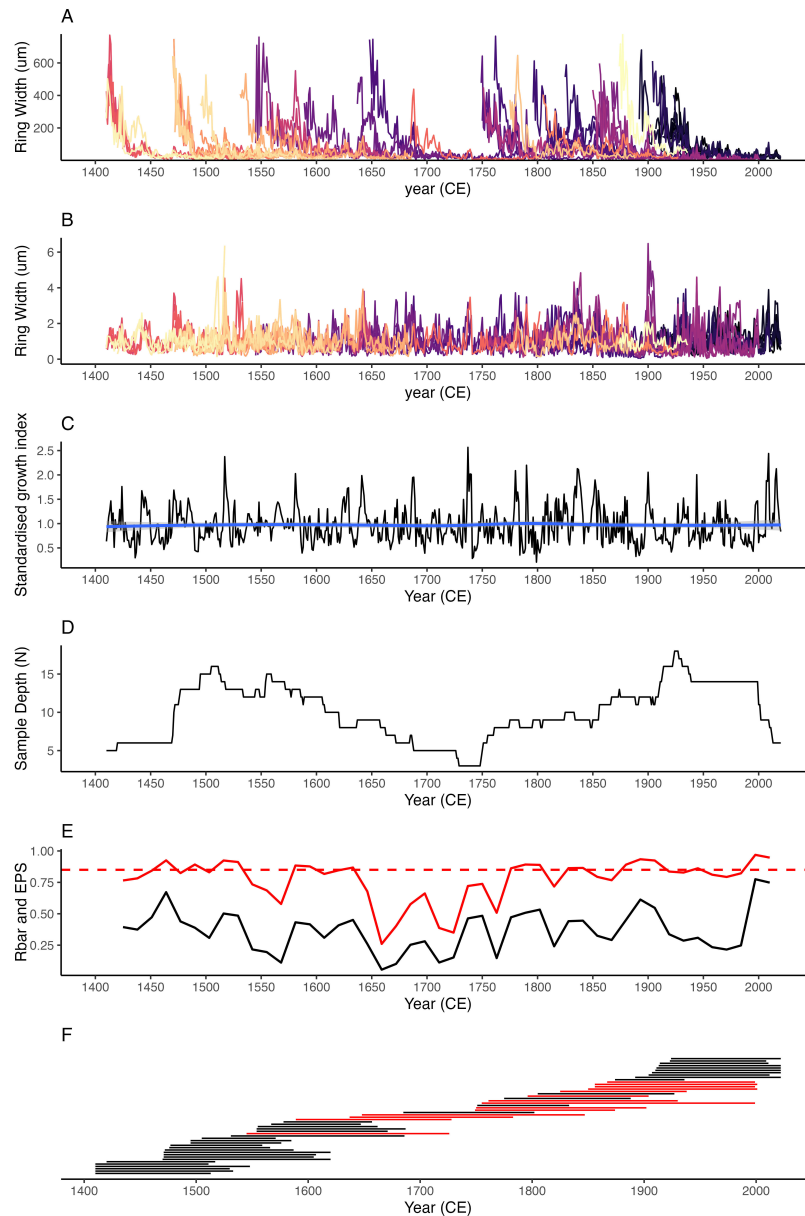 A
Ring Width (um)
600
400
200
1400 1450 1500 1550 1600 1650 1700 1750 1800 1850 1900 1950 2000
year (CE)
B
Ring Width (um)
6
4
2
0
1400 1450 1500 1550 1600 1650 1700 1750 1800 1850 1900 1950 2000
year (CE)
C
Standardised growth index
2.5
2.0
1.5
1.0
0.5
1400 1450 1500 1550 1600 1650 1700 1750 1800 1850 1900 1950 2000
Year (CE)
D
Sample Depth (N)
15
10
5
1400 1450 1500 1550 1600 1650 1700 1750 1800 1850 1900 1950 2000
Year (CE)
E
Rbar and EPS
1.00
0.75
0.50
0.25
1400 1450 1500 1550 1600 1650 1700 1750 1800 1850 1900 1950 2000
Year (CE)
F
1400 1500 1600 1700 1800 1900 2000
Year (CE)